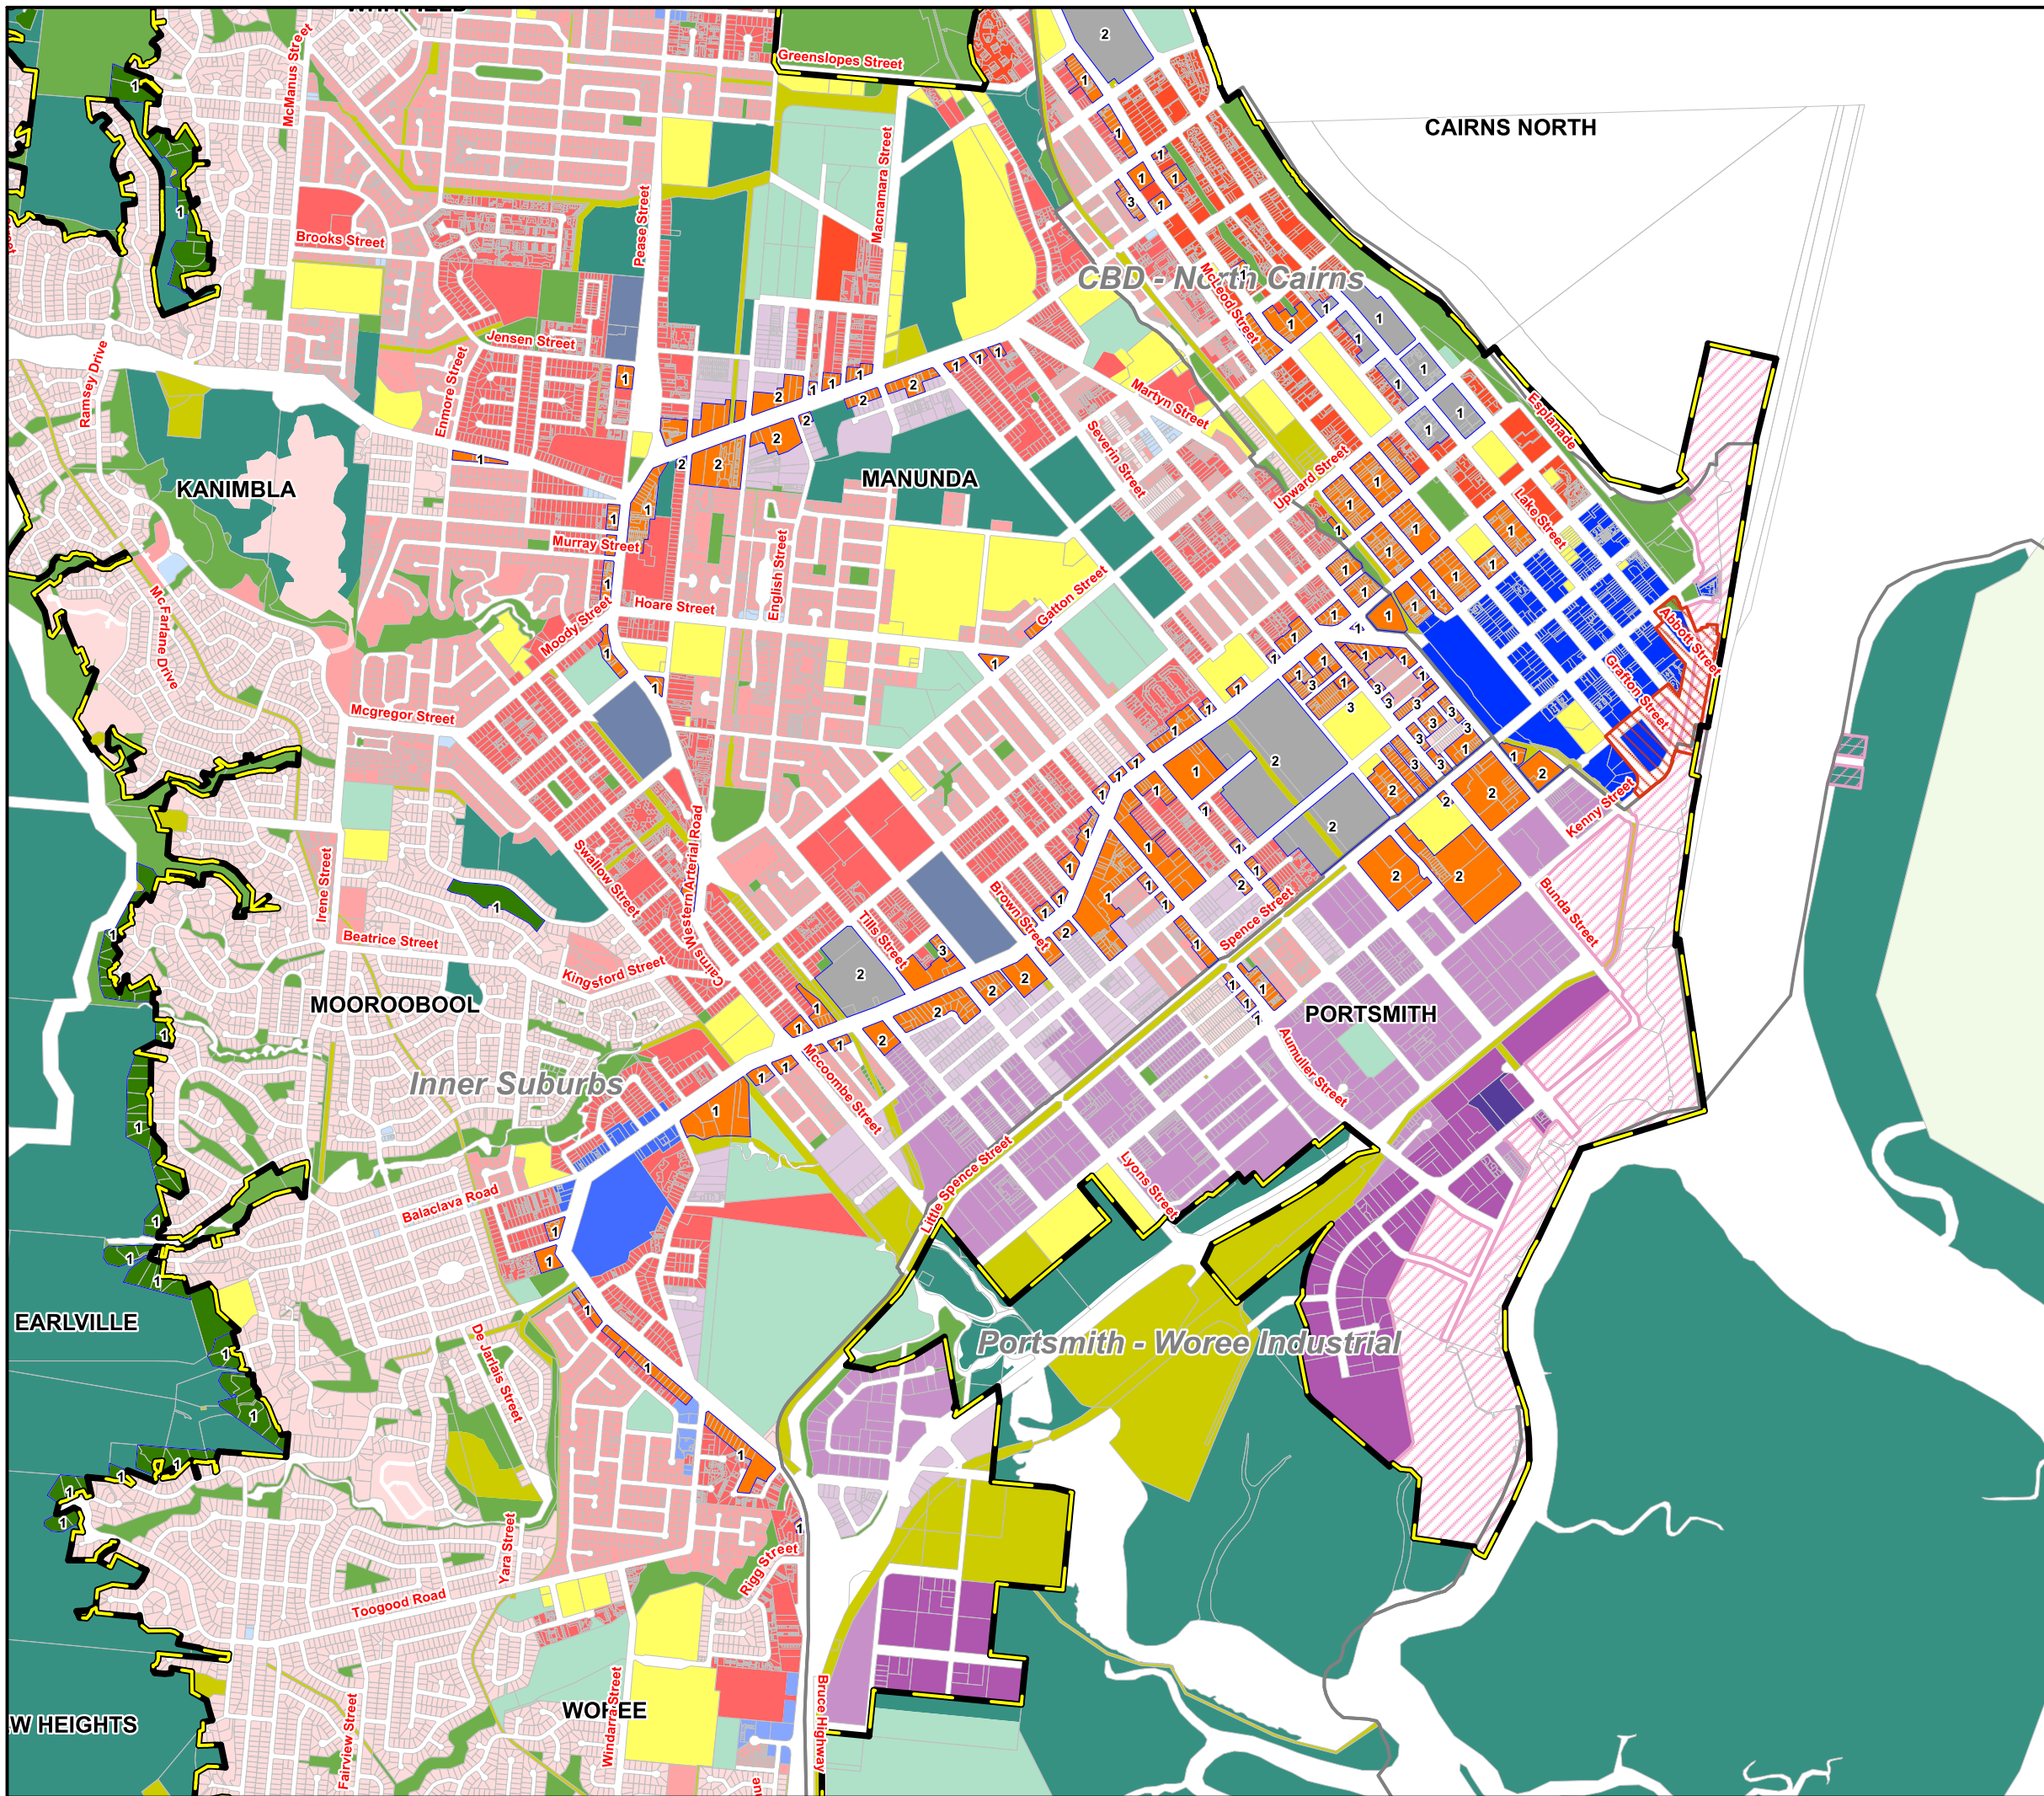 Greenslopes Street
McManus Street
CAIRNS NORTH
Macnamara Street
Pease Street
Brooks Street
CBD - North Cairns
McLeod Street
Jensen Street
Ramsey Drive
Enmore Street
Martyn Street
Esplanade
Severin Street
KANIMBLA
MANUNDA
Upward Street
Lake Street
Murray Street
English Street
Gatton Street
Hoare Street
Moody Street
McFarlane Drive
Abbott Street
Grafton Street
Mcgregor Street
Kenny Street
Swallow Street
Cairns Western Arterial Road
Irene Street
Tills Street
Brown Street
Spence Street
Bunda Street
Beatrice Street
Kingsford Street
MOOROOBOOL
PORTSMITH
Inner Suburbs
Mccoombe Street
Aumuller Street
Little Spence Street
Lyons Street
Balaclava Road
EARLVILLE
De Jarlais Street
Portsmith - Woree Industrial
Yara Street
Rigg Street
Toogood Road
W HEIGHTS
Fairview Street
Windarra Street
WOREE
Bruce Highway